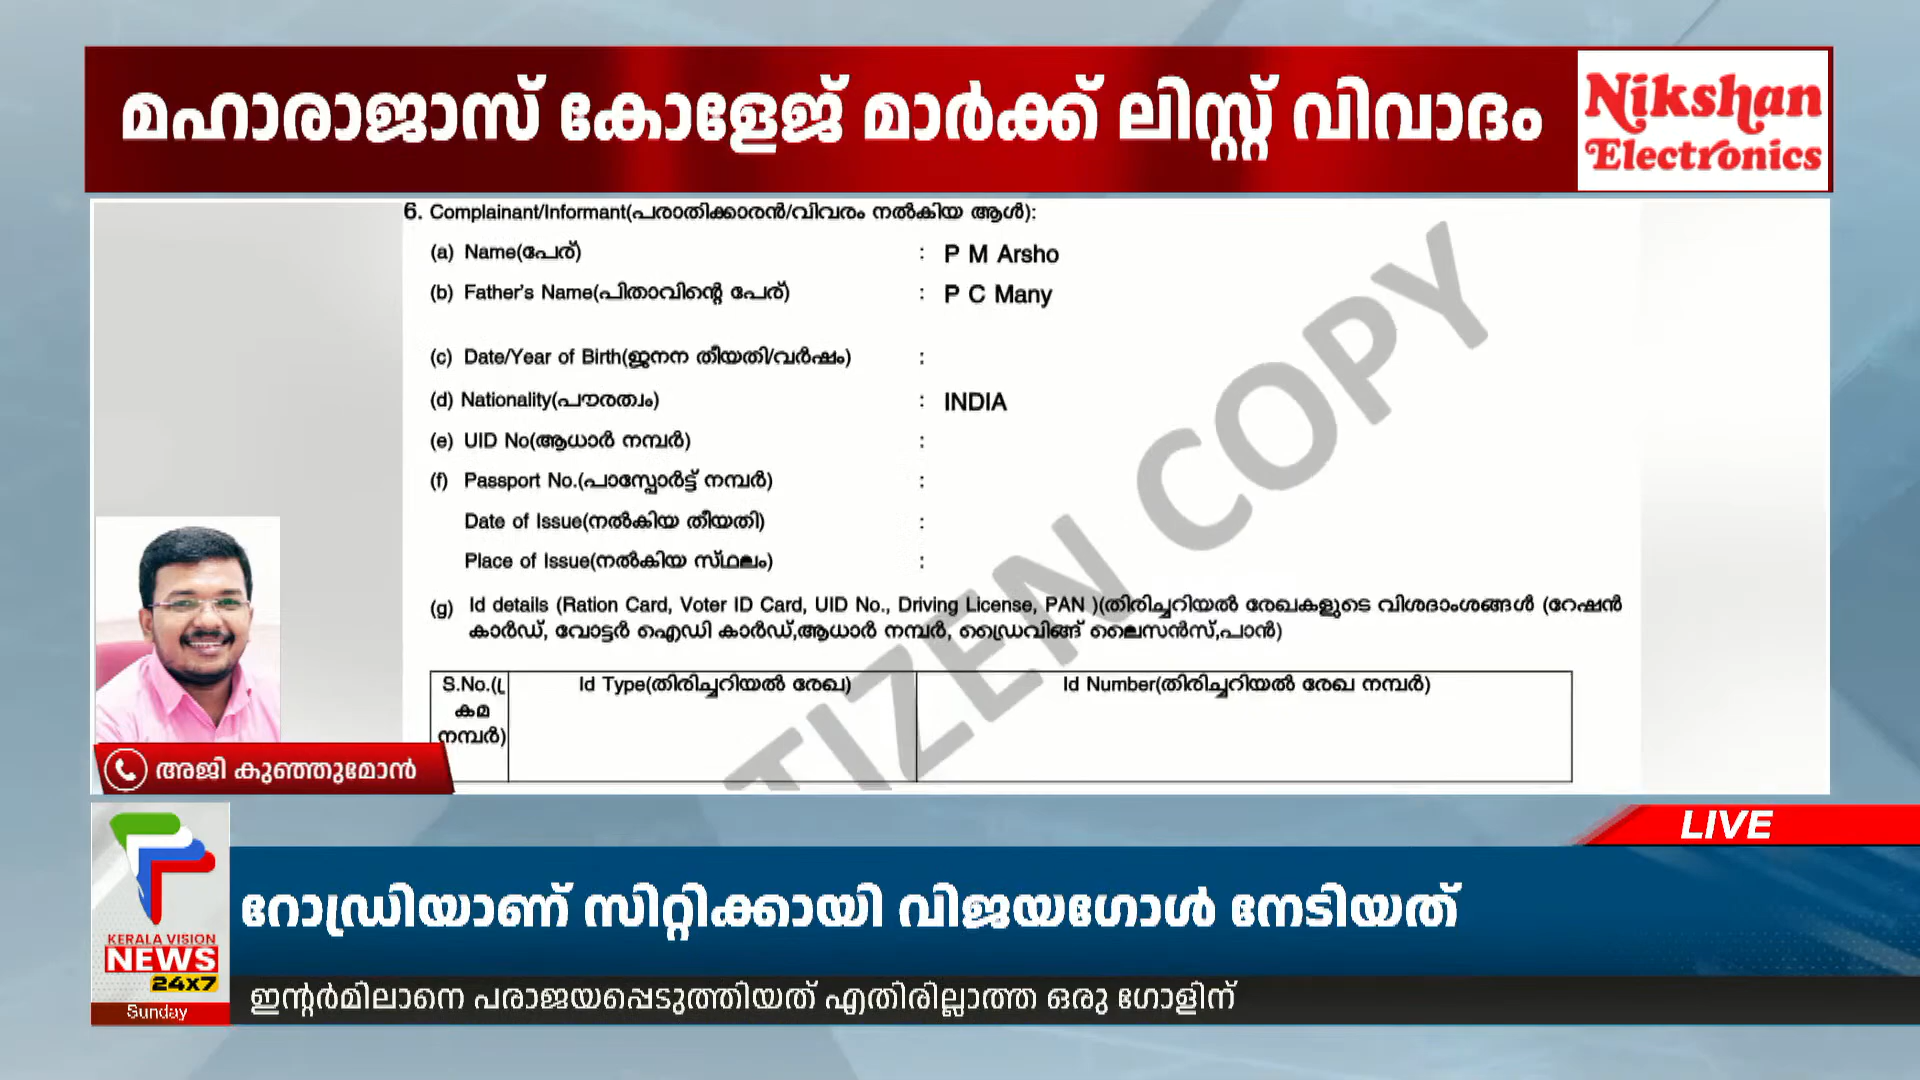 മഹാരാജാസ് കോളേജ് മാർക്ക് ലിസ്റ്റ് വിവാദം
Nikshan
Electronics
6. Complainant/Informant(പരാതിക്കാരൻ/വിവരം നൽകിയ ആൾ):
(a) Name(പേര്) : P M Arsho
(b) Father's Name(പിതാവിന്റെ പേര്) : P C Many
(c) Date/Year of Birth(ജനന തീയതി/വർഷം) :
(d) Nationality(പൗരത്വം) : INDIA
(e) UID No(ആധാർ നമ്പർ) :
(f) Passport No.(പാസ്പോർട്ട് നമ്പർ) :
Date of Issue(നൽകിയ തീയതി) :
Place of Issue(നൽകിയ സ്ഥലം) :
(g) Id details (Ration Card, Voter ID Card, UID No., Driving License, PAN )(തിരിച്ചറിയൽ രേഖകളുടെ വിശദാംശങ്ങൾ (റേഷൻ
കാർഡ്, വോട്ടർ ഐഡി കാർഡ്,ആധാർ നമ്പർ, ഡ്രൈവിങ്ങ് ലൈസൻസ്,പാൻ)
S.No.(ക്രമ നമ്പർ) Id Type(തിരിച്ചറിയൽ രേഖ) Id Number(തിരിച്ചറിയൽ രേഖ നമ്പർ)
TIZEN COPY
അജി കുഞ്ഞുമോൻ
LIVE
റോഡ്രിയാണ് സിറ്റിക്കായി വിജയഗോൾ നേടിയത്
KERALA VISION
NEWS
24x7
Sunday
ഇന്റർമിലാനെ പരാജയപ്പെടുത്തിയത് എതിരില്ലാത്ത ഒരു ഗോളിന്